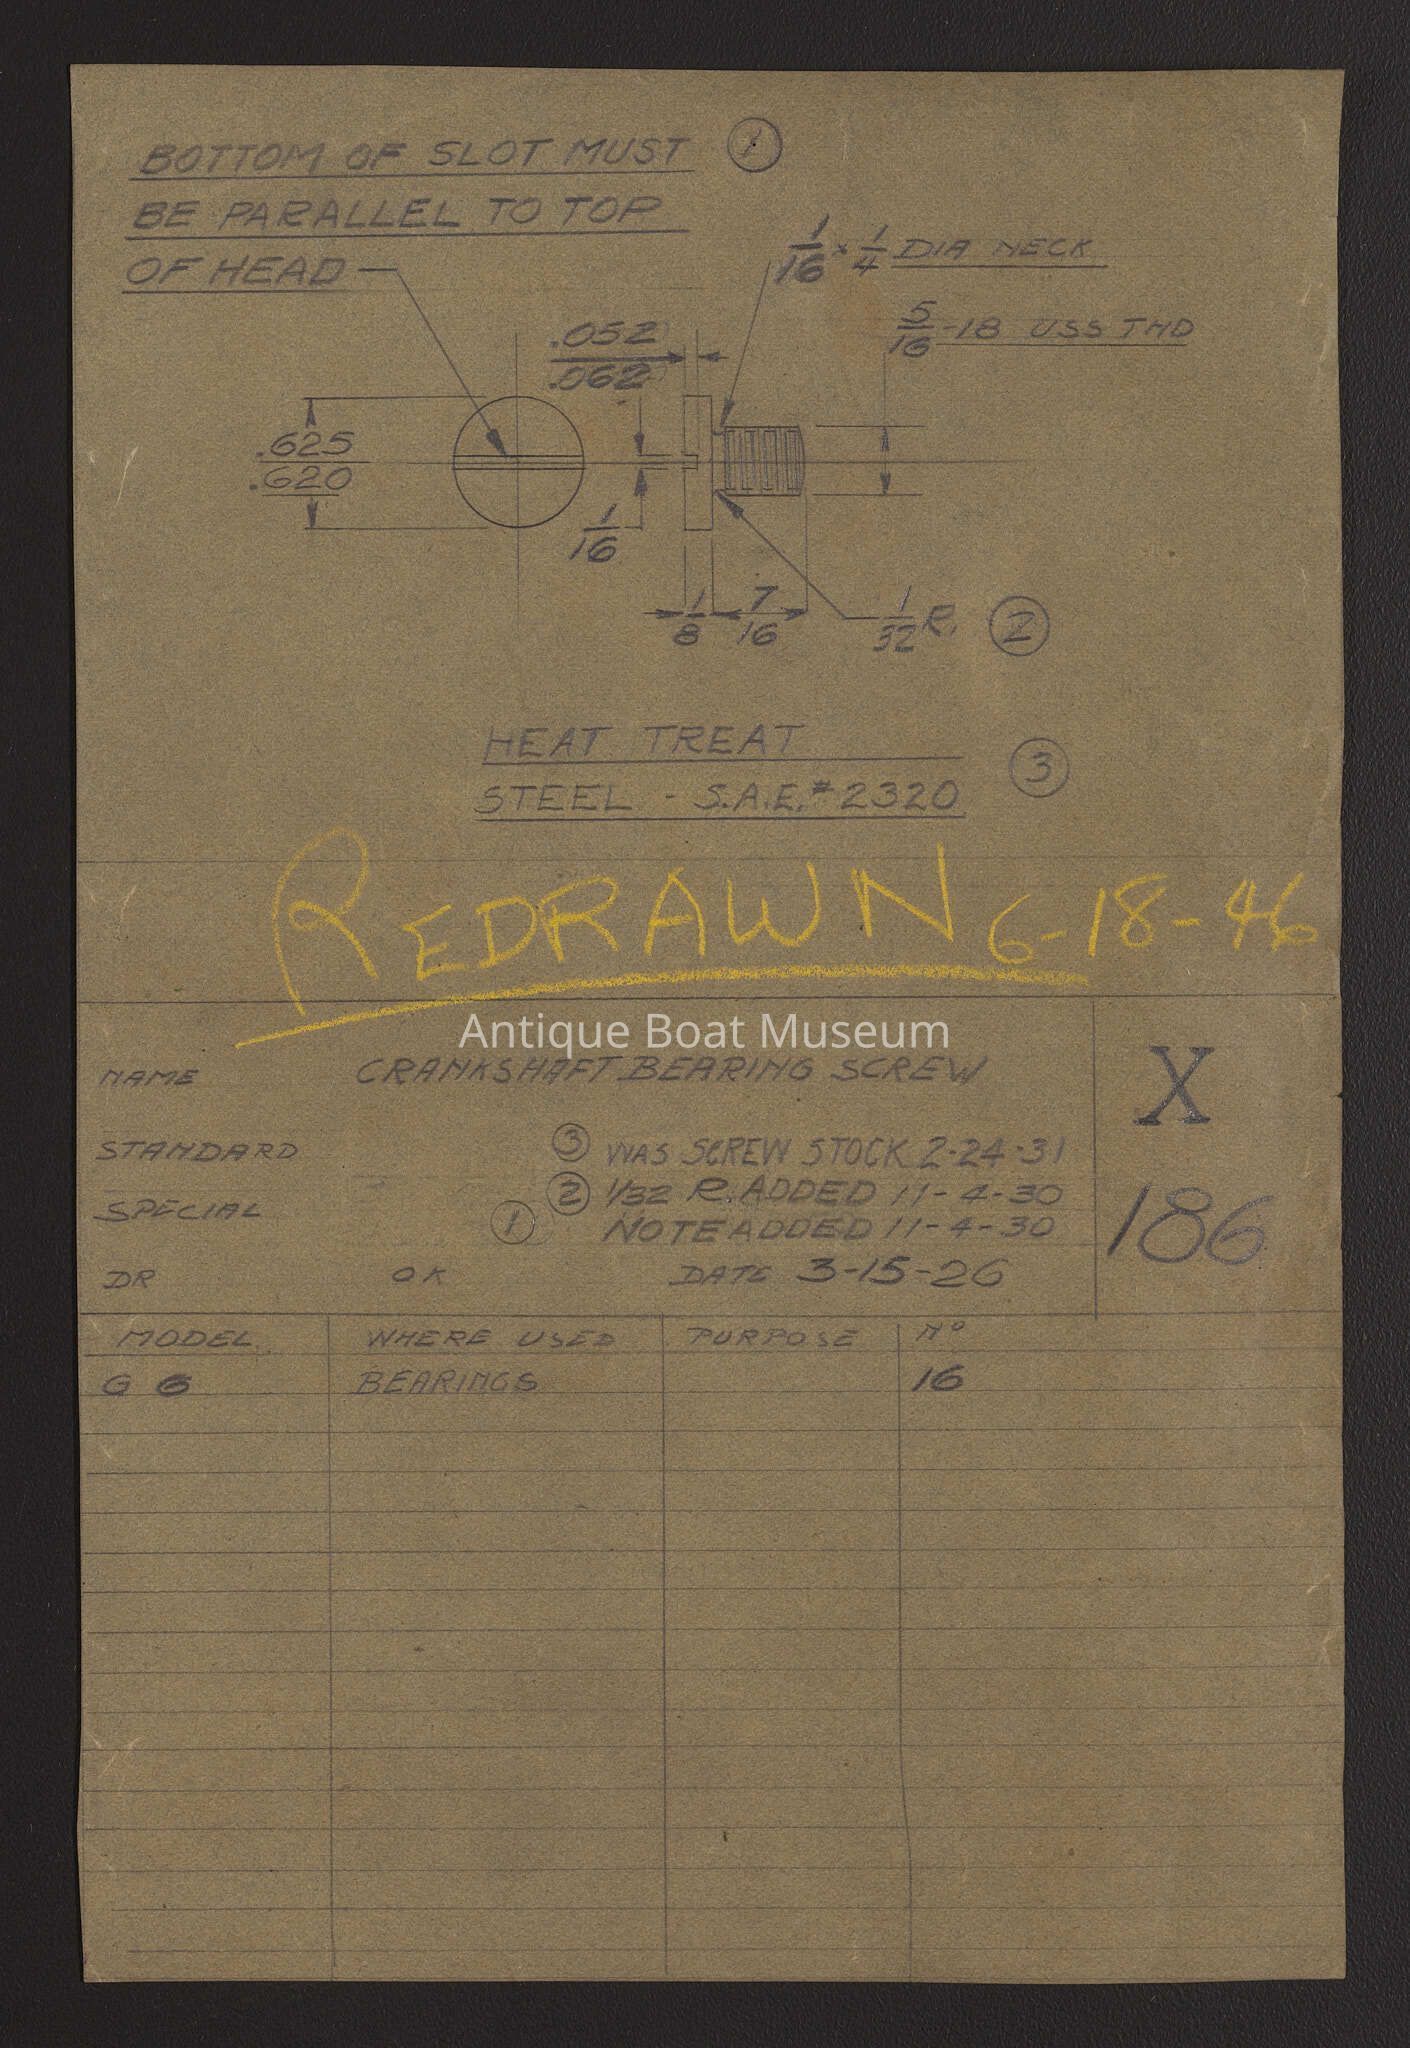 BOTTOM OF SLOT MUST ①
BE PARALLEL TO TOP
OF HEAD
1/16 × 1/4 DIA NECK
5/16-18 USS THD
.052
.062
.625
.620
1/16
1/8 7/16
1/32 R. ②
HEAT TREAT
STEEL - S.A.E. # 2320 ③
REDRAWN 6-18-46
Antique Boat Museum
NAME CRANKSHAFT BEARING SCREW
X
STANDARD ③ WAS SCREW STOCK 2-24-31
② 1/32 R. ADDED 11-4-30
SPECIAL ① NOTE ADDED 11-4-30
186
DR OK DATE 3-15-26
MODEL WHERE USED PURPOSE Nº
G 6 BEARINGS 16